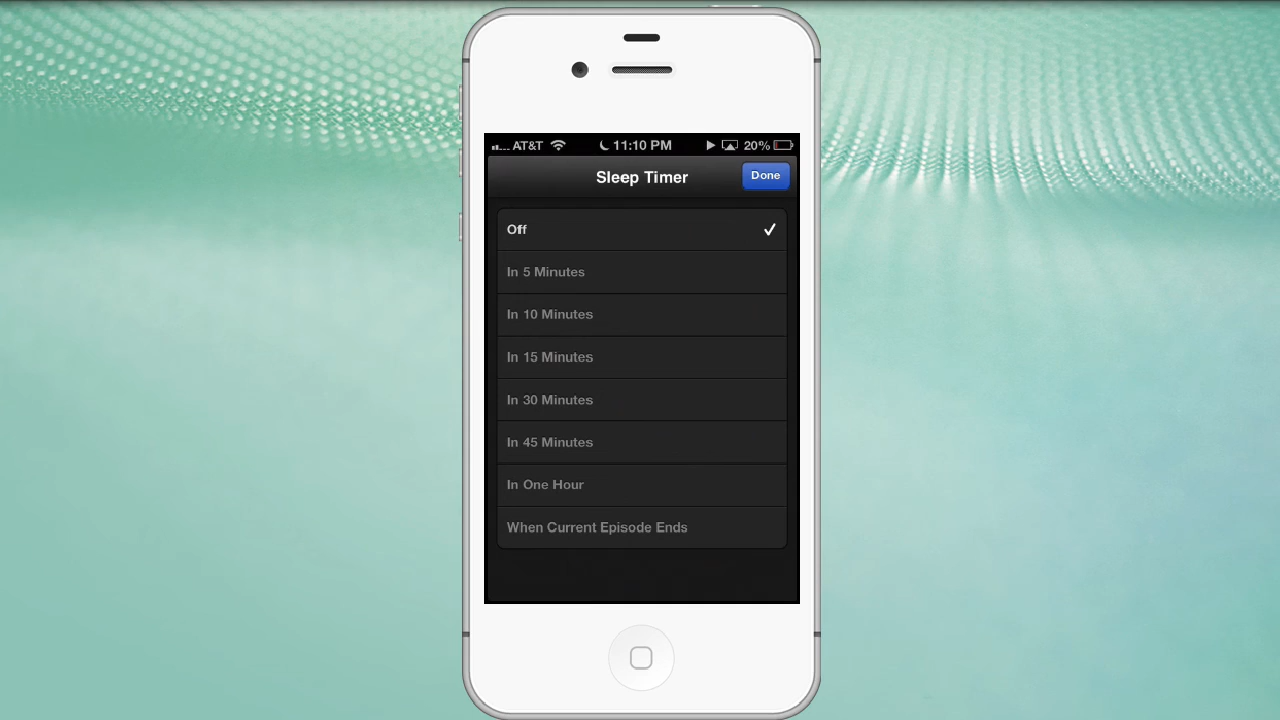 AT&T 11:10 PM 20%
Sleep Timer Done
Off
In 5 Minutes
In 10 Minutes
In 15 Minutes
In 30 Minutes
In 45 Minutes
In One Hour
When Current Episode Ends